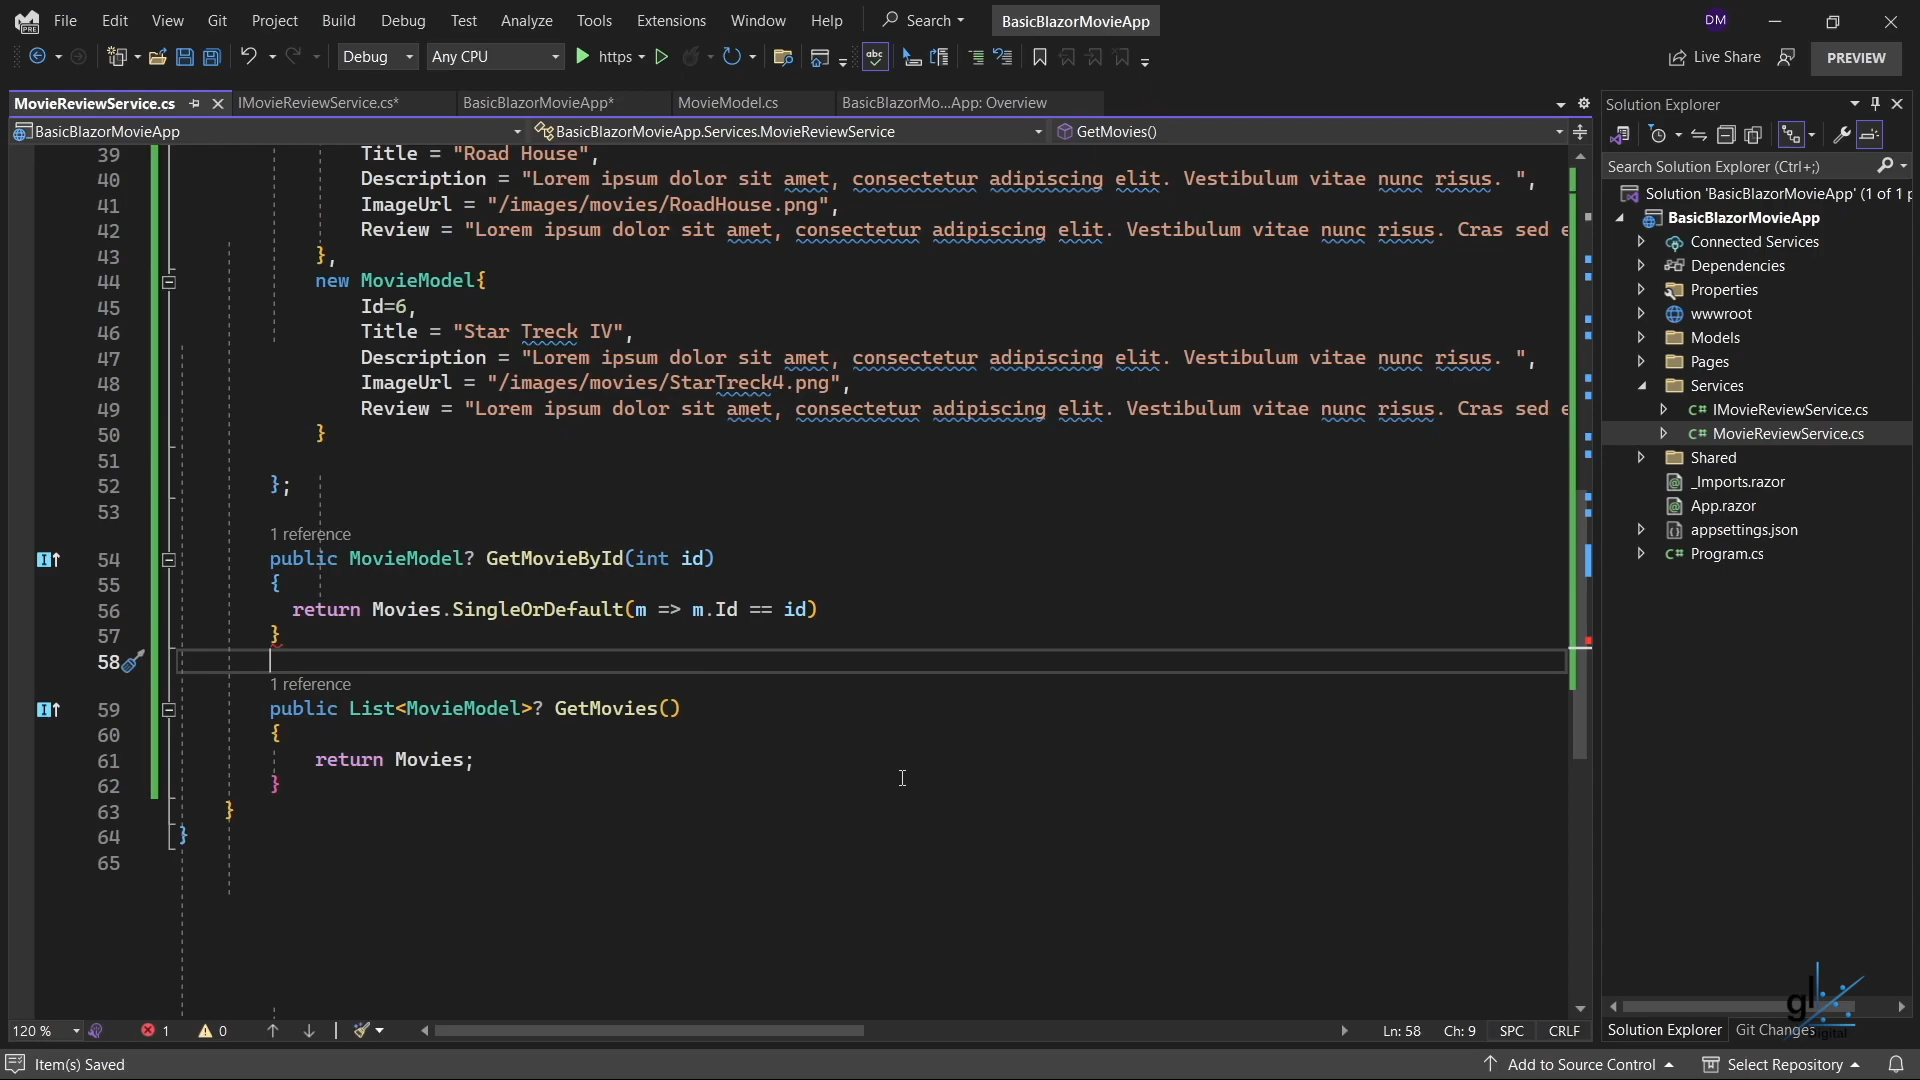 File Edit View Git Project Build Debug Test Analyze Tools Extensions Window Help Search BasicBlazorMovieApp DM
Debug Any CPU https Live Share PREVIEW
MovieReviewService.cs IMovieReviewService.cs* BasicBlazorMovieApp* MovieModel.cs BasicBlazorMo...App: Overview
BasicBlazorMovieApp BasicBlazorMovieApp.Services.MovieReviewService GetMovies()
39 Title = "Road House",
40 Description = "Lorem ipsum dolor sit amet, consectetur adipiscing elit. Vestibulum vitae nunc risus. ",
41 ImageUrl = "/images/movies/RoadHouse.png",
42 Review = "Lorem ipsum dolor sit amet, consectetur adipiscing elit. Vestibulum vitae nunc risus. Cras sed e
43 },
44 new MovieModel{
45 Id=6,
46 Title = "Star Treck IV",
47 Description = "Lorem ipsum dolor sit amet, consectetur adipiscing elit. Vestibulum vitae nunc risus. ",
48 ImageUrl = "/images/movies/StarTreck4.png",
49 Review = "Lorem ipsum dolor sit amet, consectetur adipiscing elit. Vestibulum vitae nunc risus. Cras sed e
50 }
51
52 };
53
1 reference
54 public MovieModel? GetMovieById(int id)
55 {
56 return Movies.SingleOrDefault(m => m.Id == id)
57 }
58
1 reference
59 public List<MovieModel>? GetMovies()
60 {
61 return Movies;
62 }
63 }
64 }
65
120 % 1 0 Ln: 58 Ch: 9 SPC CRLF
Solution Explorer
Search Solution Explorer (Ctrl+;)
Solution 'BasicBlazorMovieApp' (1 of 1 p
BasicBlazorMovieApp
Connected Services
Dependencies
Properties
wwwroot
Models
Pages
Services
C# IMovieReviewService.cs
C# MovieReviewService.cs
Shared
_Imports.razor
App.razor
appsettings.json
C# Program.cs
gl
Digital
Solution Explorer Git Changes
Item(s) Saved Add to Source Control Select Repository